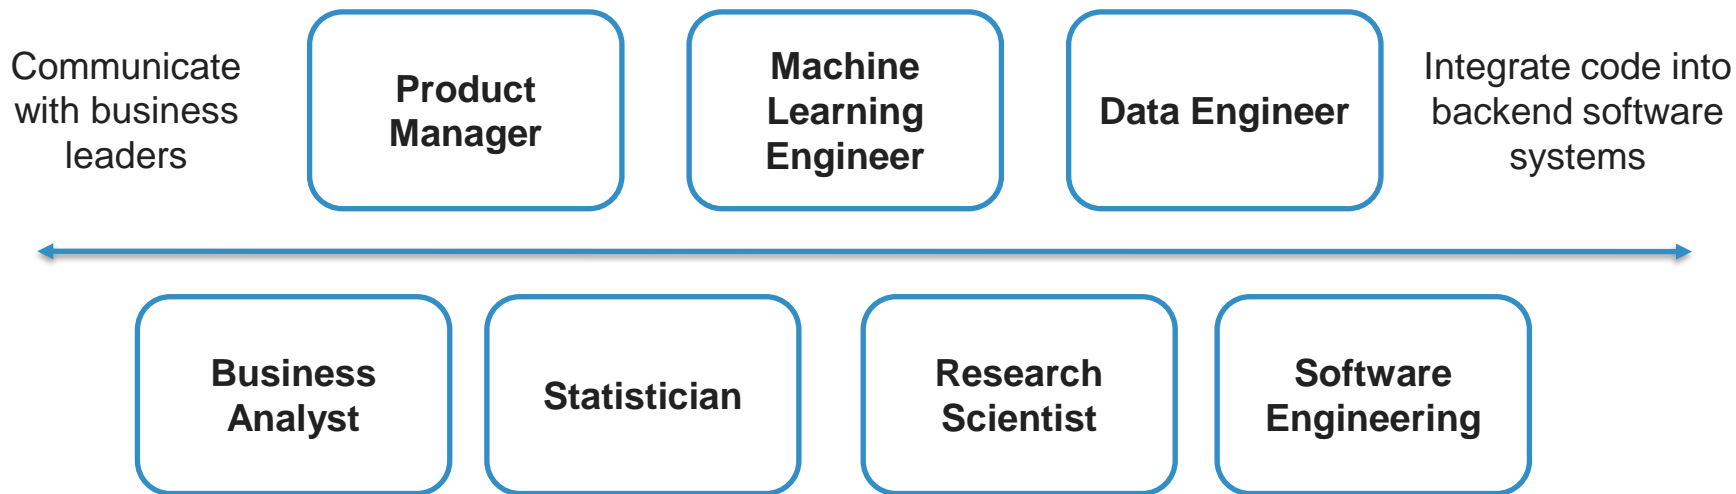 Communicate
with business
leaders
Product
Manager
Machine
Learning
Engineer
Data Engineer
Integrate code into
backend software
systems
Business
Analyst
Statistician
Research
Scientist
Software
Engineering